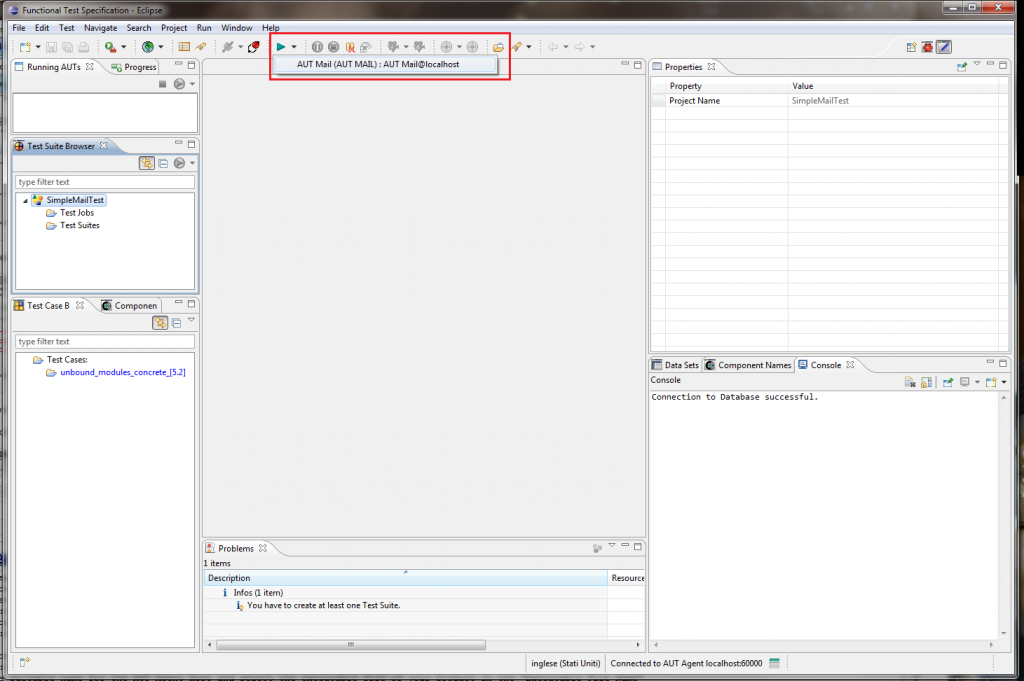 Functional Test Specification - Eclipse
File Edit Test Navigate Search Project Run Window Help
AUT Mail (AUT MAIL) : AUT Mail@localhost
Running AUTs Progress
Test Suite Browser
type filter text
SimpleMailTest
Test Jobs
Test Suites
Test Case B Componen
type filter text
Test Cases:
unbound_modules_concrete_[5.2]
Problems
1 items
Description Resource
Infos (1 item)
You have to create at least one Test Suite.
Properties
Property Value
Project Name SimpleMailTest
Data Sets Component Names Console
Console
Connection to Database successful.
inglese (Stati Uniti) Connected to AUT Agent localhost:60000